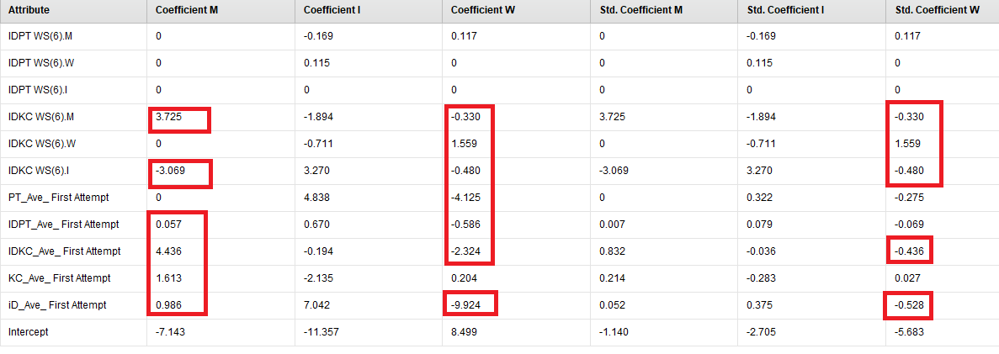 Attribute Coefficient M Coefficient I Coefficient W Std. Coefficient M Std. Coefficient I Std. Coefficient W
IDPT WS(6).M 0 -0.169 0.117 0 -0.169 0.117
IDPT WS(6).W 0 0.115 0 0 0.115 0
IDPT WS(6).I 0 0 0 0 0 0
IDKC WS(6).M 3.725 -1.894 -0.330 3.725 -1.894 -0.330
IDKC WS(6).W 0 -0.711 1.559 0 -0.711 1.559
IDKC WS(6).I -3.069 3.270 -0.480 -3.069 3.270 -0.480
PT_Ave_ First Attempt 0 4.838 -4.125 0 0.322 -0.275
IDPT_Ave_ First Attempt 0.057 0.670 -0.586 0.007 0.079 -0.069
IDKC_Ave_ First Attempt 4.436 -0.194 -2.324 0.832 -0.036 -0.436
KC_Ave_ First Attempt 1.613 -2.135 0.204 0.214 -0.283 0.027
iD_Ave_ First Attempt 0.986 7.042 -9.924 0.052 0.375 -0.528
Intercept -7.143 -11.357 8.499 -1.140 -2.705 -5.683